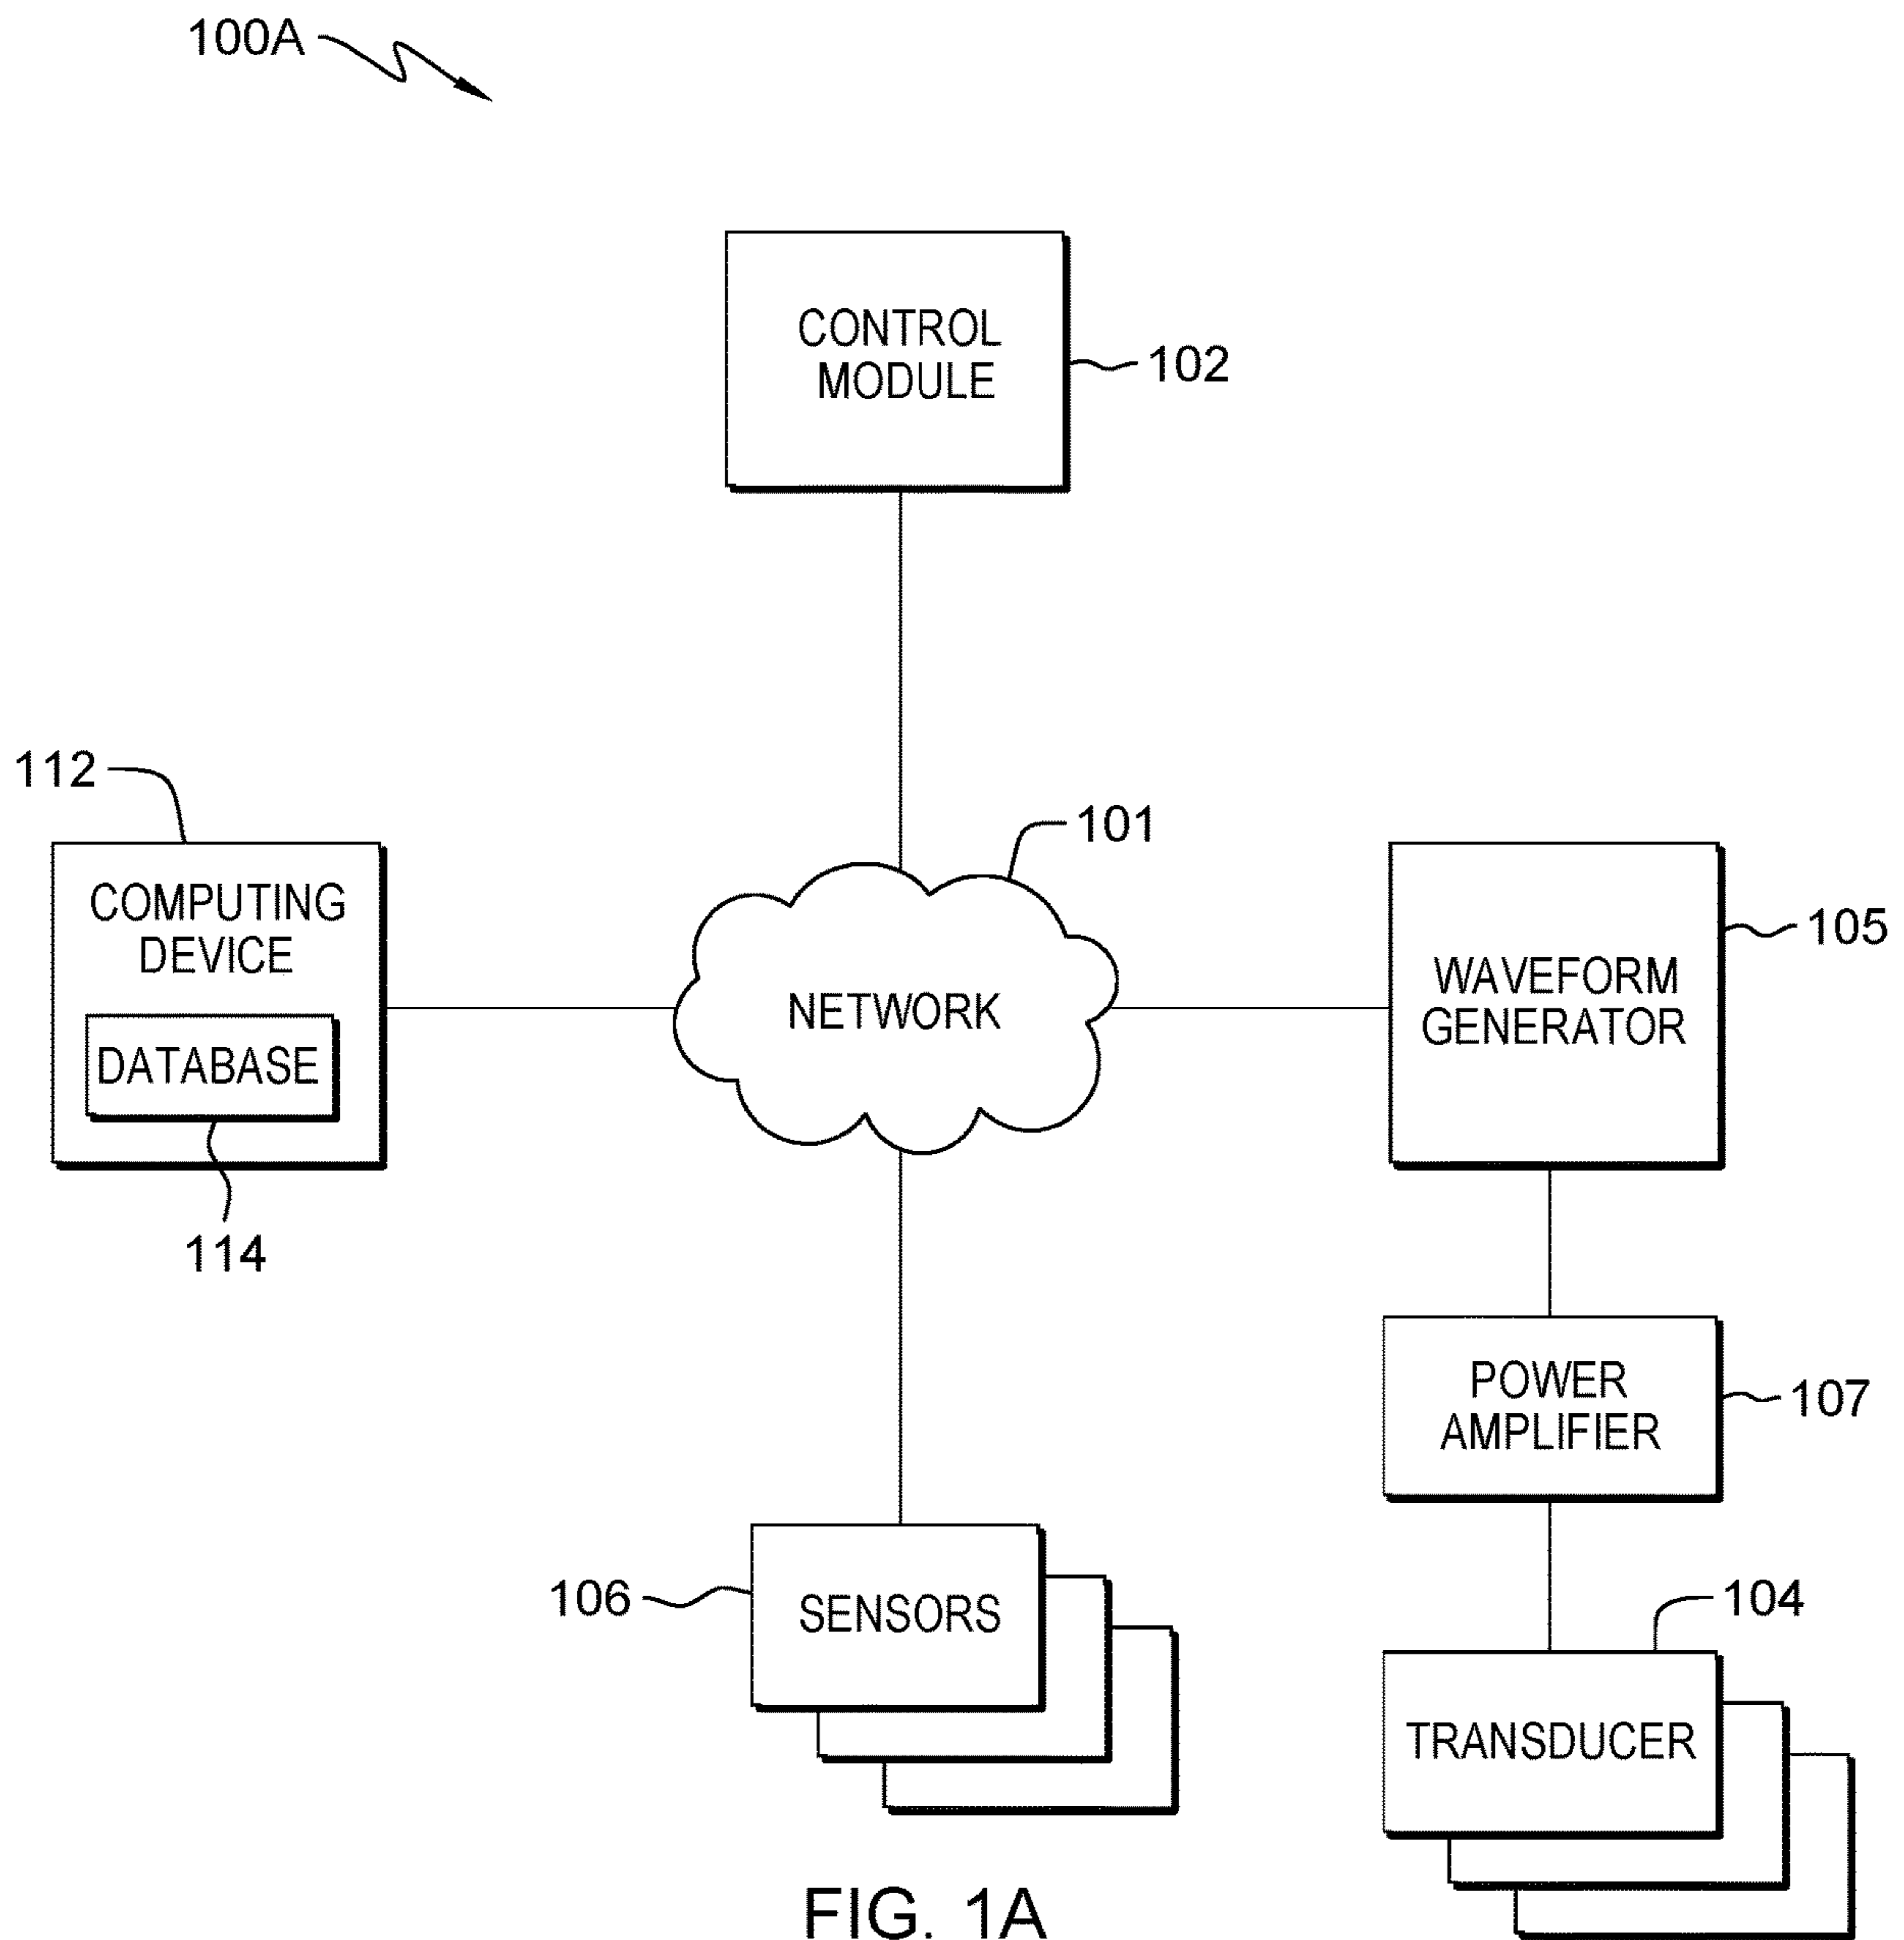 100A
CONTROL
MODULE
102
112
COMPUTING
DEVICE
DATABASE
114
101
NETWORK
WAVEFORM
GENERATOR
105
POWER
AMPLIFIER
107
106
SENSORS
104
TRANSDUCER
FIG. 1A